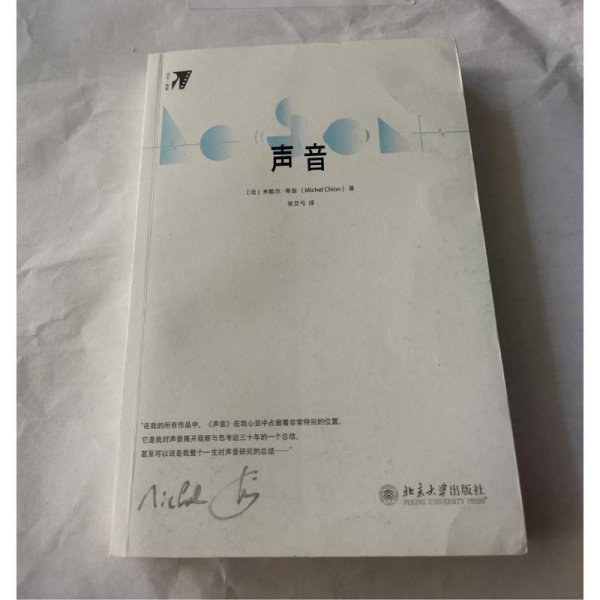 声音
[法] 米歇尔·希翁 (Michel Chion) 著
张艾弓 译
“在我的所有作品中，《声音》在我心目中占据着非常特别的位置。
它是我对声音展开观察与思考近三十年的一个总结，
甚至可以说是我整个一生对声音研究的总结……”
Michel Chion
北京大学出版社
PEKING UNIVERSITY PRESS